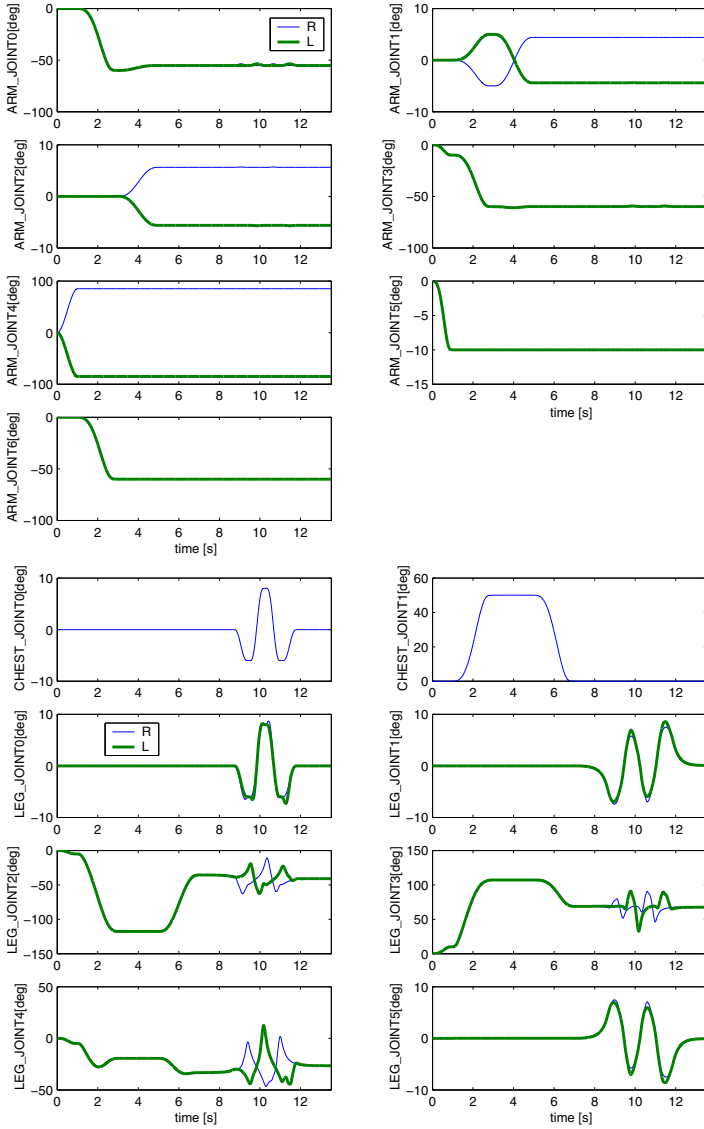 ARM_JOINT0[deg]
0
−50
−100
0 2 4 6 8 10 12
R
L
ARM_JOINT1[deg]
10
5
0
−5
−10
0 2 4 6 8 10 12
ARM_JOINT2[deg]
10
0
−10
0 2 4 6 8 10 12
ARM_JOINT3[deg]
0
−50
−100
0 2 4 6 8 10 12
ARM_JOINT4[deg]
100
0
−100
0 2 4 6 8 10 12
ARM_JOINT5[deg]
0
−5
−10
−15
0 2 4 6 8 10 12
time [s]
ARM_JOINT6[deg]
0
−50
−100
0 2 4 6 8 10 12
time [s]
CHEST_JOINT0[deg]
10
0
−10
0 2 4 6 8 10 12
CHEST_JOINT1[deg]
60
40
20
0
0 2 4 6 8 10 12
LEG_JOINT0[deg]
10
0
−10
0 2 4 6 8 10 12
R
L
LEG_JOINT1[deg]
10
0
−10
0 2 4 6 8 10 12
LEG_JOINT2[deg]
0
−50
−100
−150
0 2 4 6 8 10 12
LEG_JOINT3[deg]
150
100
50
0
0 2 4 6 8 10 12
LEG_JOINT4[deg]
50
0
−50
0 2 4 6 8 10 12
time [s]
LEG_JOINT5[deg]
10
0
−10
0 2 4 6 8 10 12
time [s]